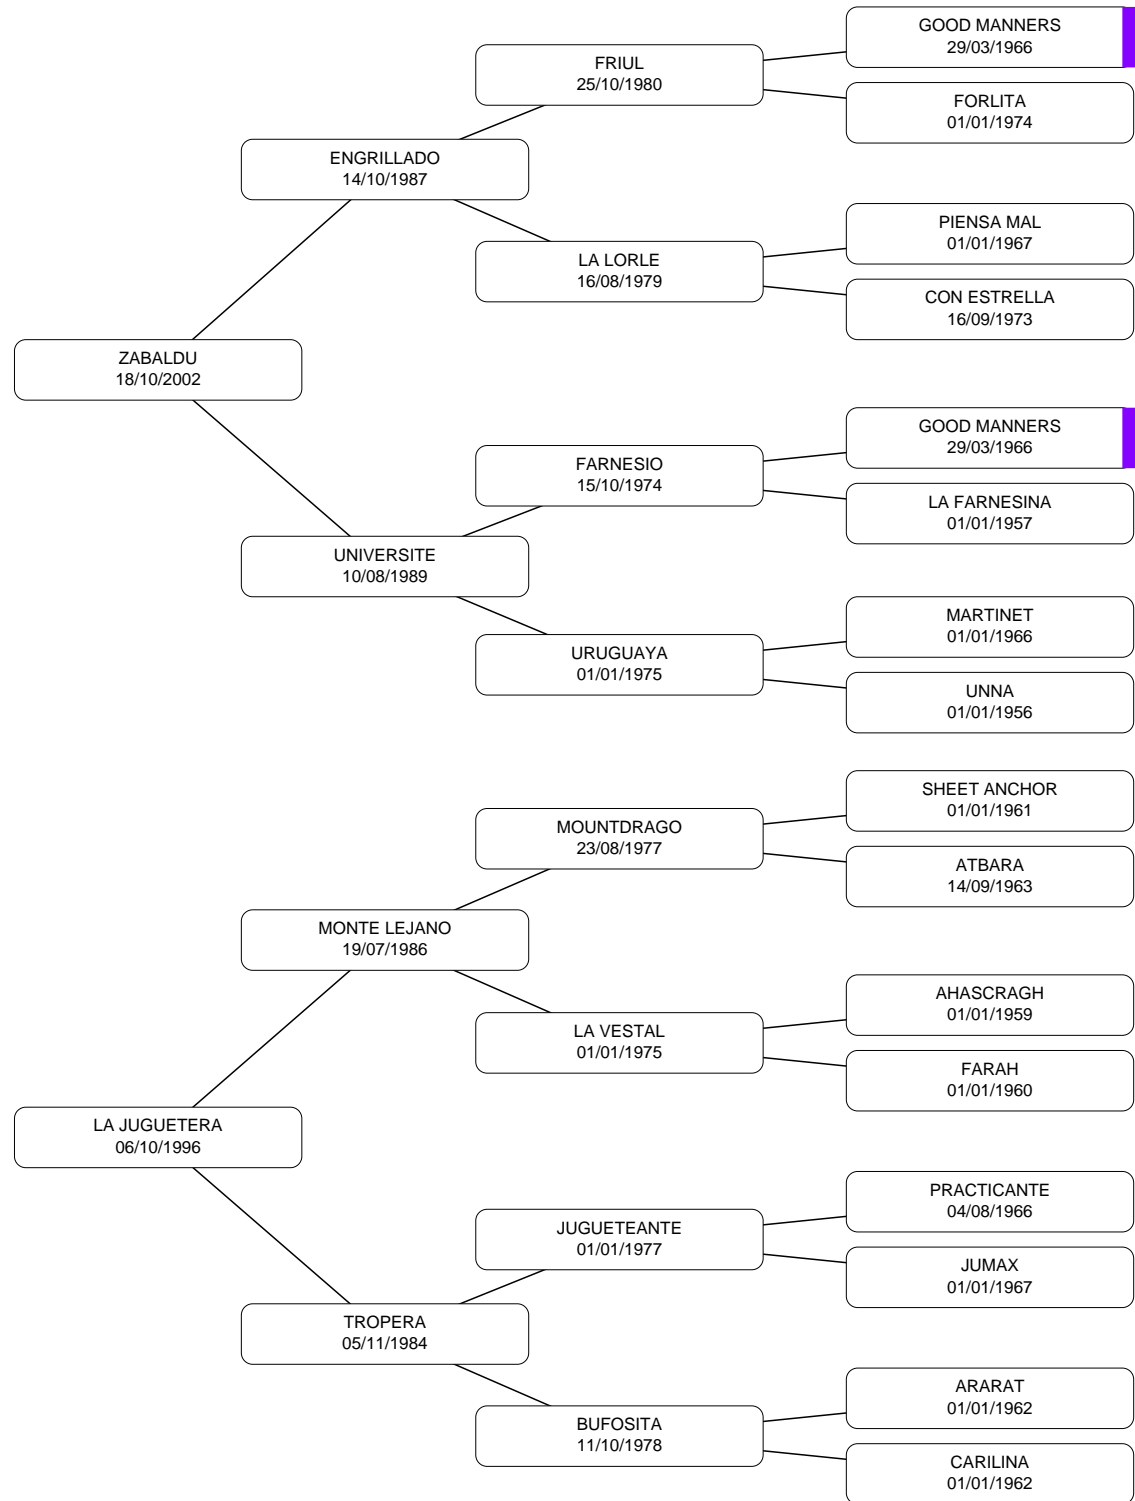 GOOD MANNERS
29/03/1966
FRIUL
25/10/1980
FORLITA
01/01/1974
ENGRILLADO
14/10/1987
PIENSA MAL
01/01/1967
LA LORLE
16/08/1979
CON ESTRELLA
16/09/1973
ZABALDU
18/10/2002
GOOD MANNERS
29/03/1966
FARNESIO
15/10/1974
LA FARNESINA
01/01/1957
UNIVERSITE
10/08/1989
MARTINET
01/01/1966
URUGUAYA
01/01/1975
UNNA
01/01/1956
SHEET ANCHOR
01/01/1961
MOUNTDRAGO
23/08/1977
ATBARA
14/09/1963
MONTE LEJANO
19/07/1986
AHASCRAGH
01/01/1959
LA VESTAL
01/01/1975
FARAH
01/01/1960
LA JUGUETERA
06/10/1996
PRACTICANTE
04/08/1966
JUGUETEANTE
01/01/1977
JUMAX
01/01/1967
TROPERA
05/11/1984
ARARAT
01/01/1962
BUFOSITA
11/10/1978
CARILINA
01/01/1962